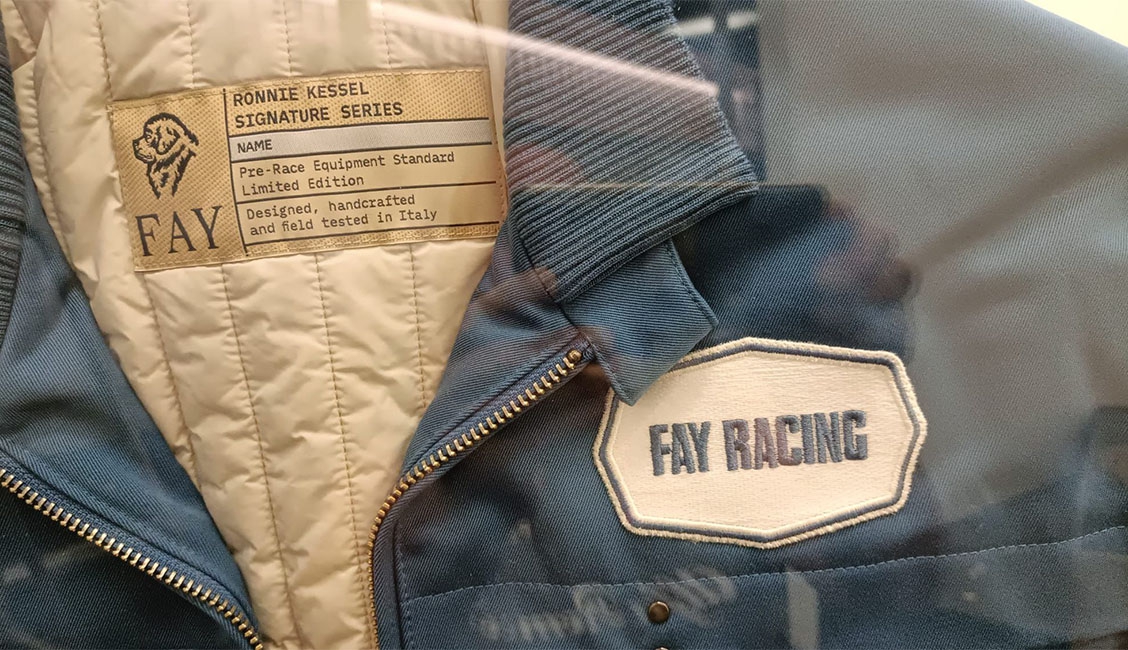 RONNIE KESSEL
SIGNATURE SERIES
NAME
Pre-Race Equipment Standard
Limited Edition
Designed, handcrafted
and field tested in Italy
FAY
FAY RACING